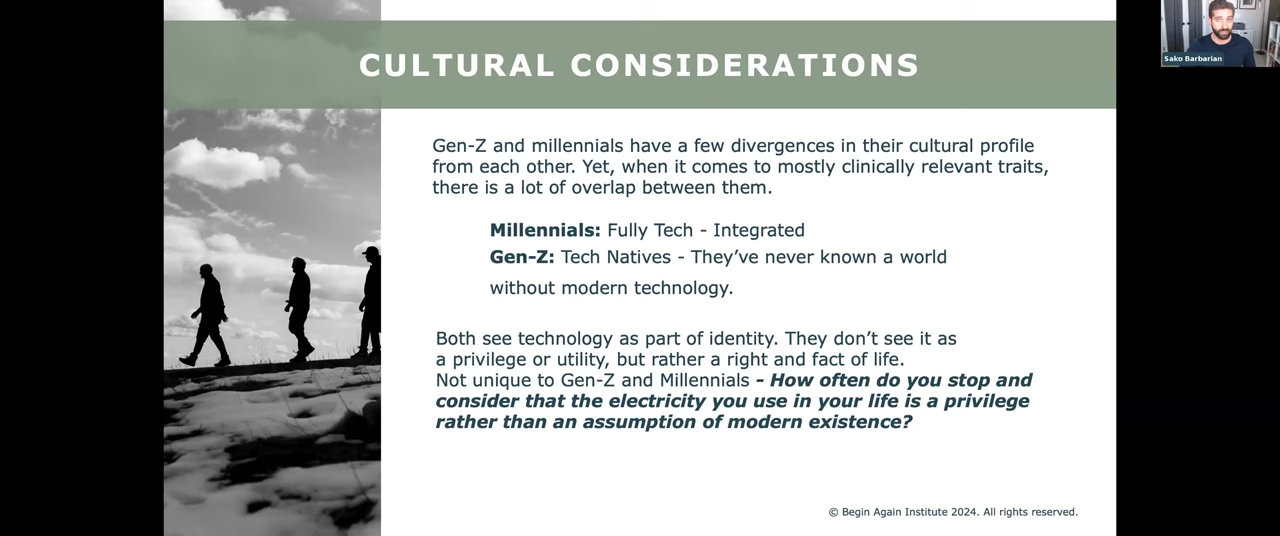 CULTURAL CONSIDERATIONS
Sako Barbarian
Gen-Z and millennials have a few divergences in their cultural profile
from each other. Yet, when it comes to mostly clinically relevant traits,
there is a lot of overlap between them.
Millennials: Fully Tech - Integrated
Gen-Z: Tech Natives - They’ve never known a world
without modern technology.
Both see technology as part of identity. They don’t see it as
a privilege or utility, but rather a right and fact of life.
Not unique to Gen-Z and Millennials - How often do you stop and
consider that the electricity you use in your life is a privilege
rather than an assumption of modern existence?
© Begin Again Institute 2024. All rights reserved.